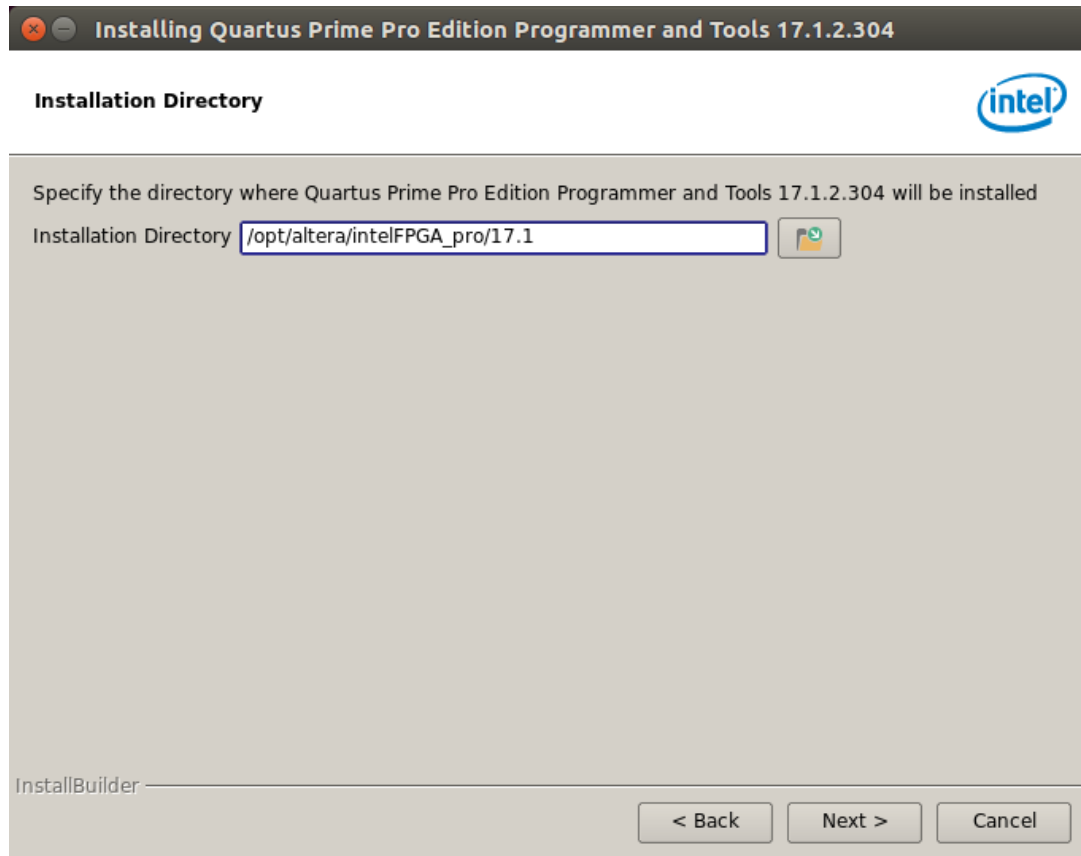 Installing Quartus Prime Pro Edition Programmer and Tools 17.1.2.304
Installation Directory
intel
Specify the directory where Quartus Prime Pro Edition Programmer and Tools 17.1.2.304 will be installed
Installation Directory /opt/altera/intelFPGA_pro/17.1
InstallBuilder
< Back Next > Cancel